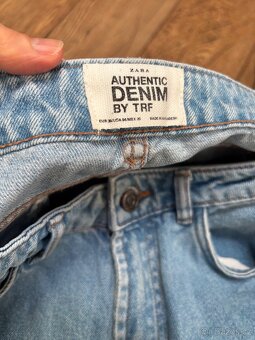 ZARA
AUTHENTIC
DENIM
BY TRF